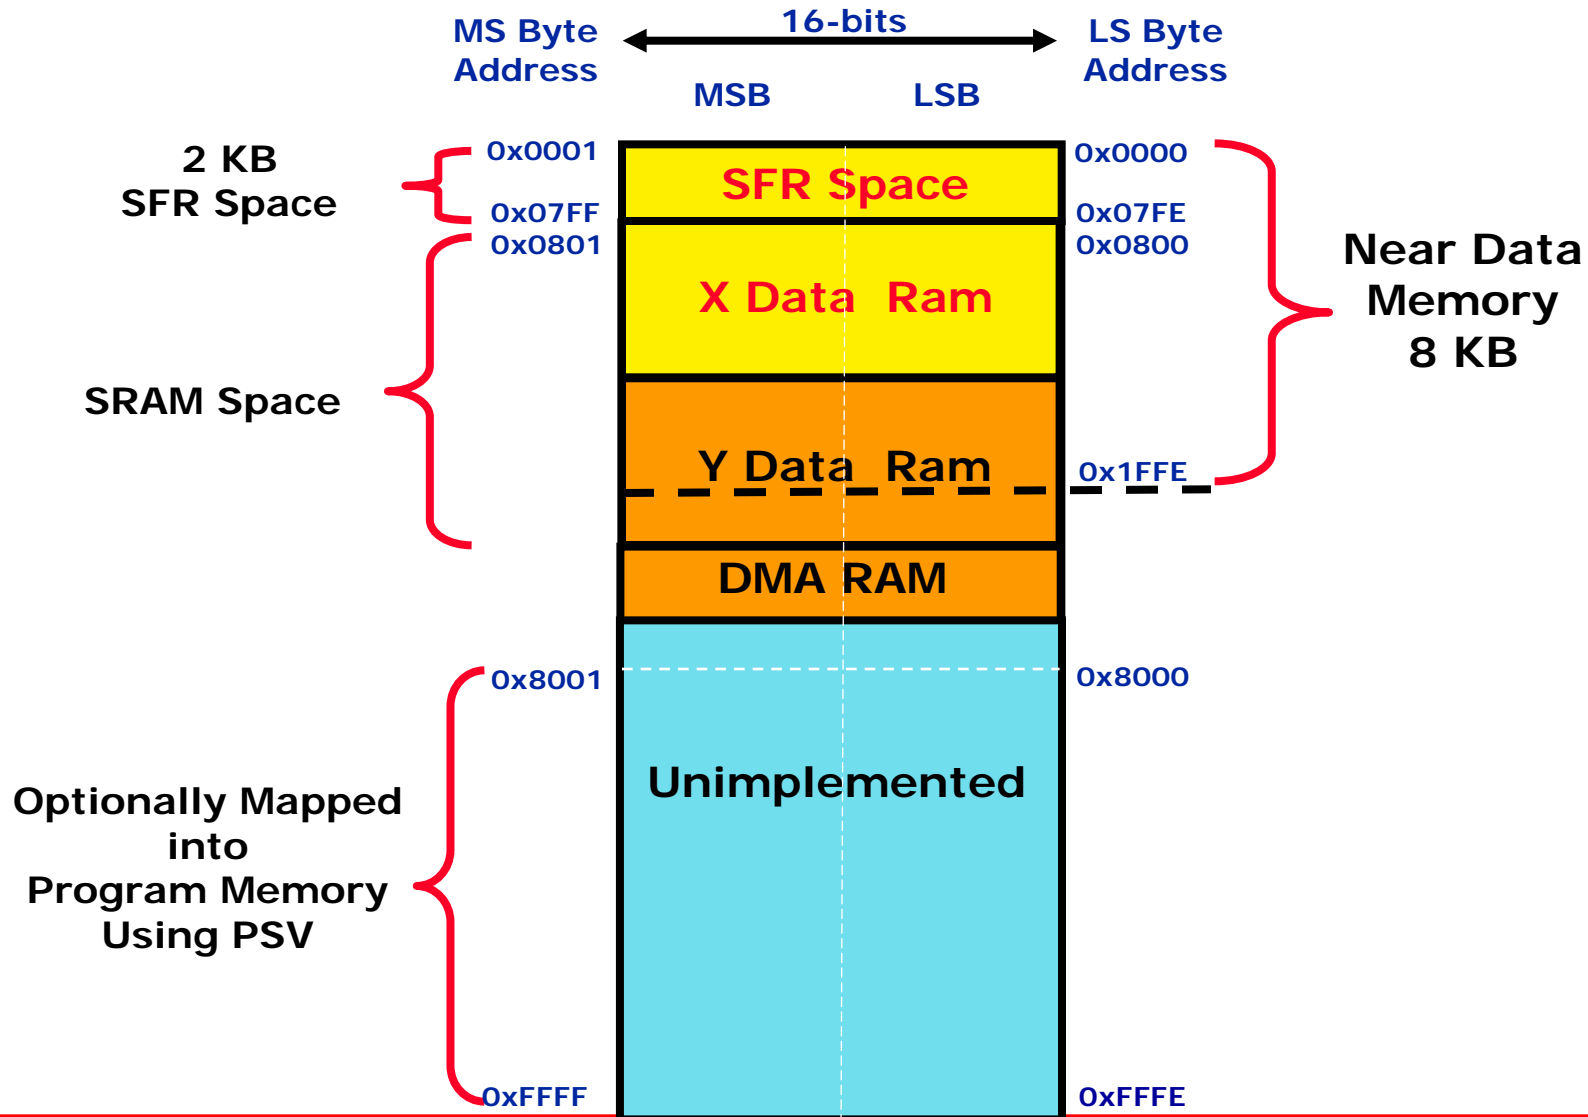 MS Byte
Address
16-bits
LS Byte
Address
MSB
LSB
2 KB
SFR Space
0x0001
0x07FF
0x0801
SFR Space
0x0000
0x07FE
0x0800
Near Data
Memory
8 KB
X Data Ram
SRAM Space
Y Data Ram
0x1FFE
DMA RAM
0x8001
0x8000
Unimplemented
Optionally Mapped
into
Program Memory
Using PSV
0xFFFF
0xFFFE